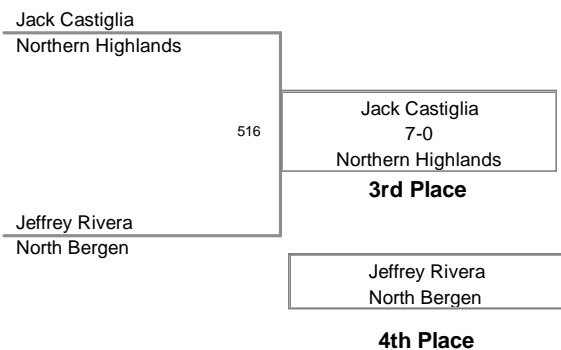 Jack Castiglia
Northern Highlands
516
Jack Castiglia
7-0
Northern Highlands
3rd Place
Jeffrey Rivera
North Bergen
Jeffrey Rivera
North Bergen
4th Place